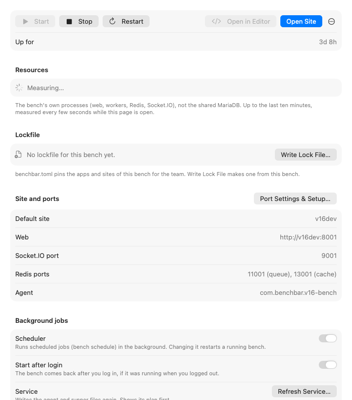 Start Stop Restart Open in Editor Open Site
Up for 3d 8h
Resources
Measuring...
The bench's own processes (web, workers, Redis, Socket.IO), not the shared MariaDB. Up to the last ten minutes,
measured every few seconds while this page is open.
Lockfile
No lockfile for this bench yet. Write Lock File...
benchbar.toml pins the apps and sites of this bench for the team. Write Lock File makes one from this bench.
Site and ports Port Settings & Setup...
Default site v16dev
Web http://v16dev:8001
Socket.IO port 9001
Redis ports 11001 (queue), 13001 (cache)
Agent com.benchbar.v16-bench
Background jobs
Scheduler
Runs scheduled jobs (bench schedule) in the background. Changing it restarts a running bench.
Start after login
The bench comes back after you log in, if it was running when you logged out.
Service Refresh Service...